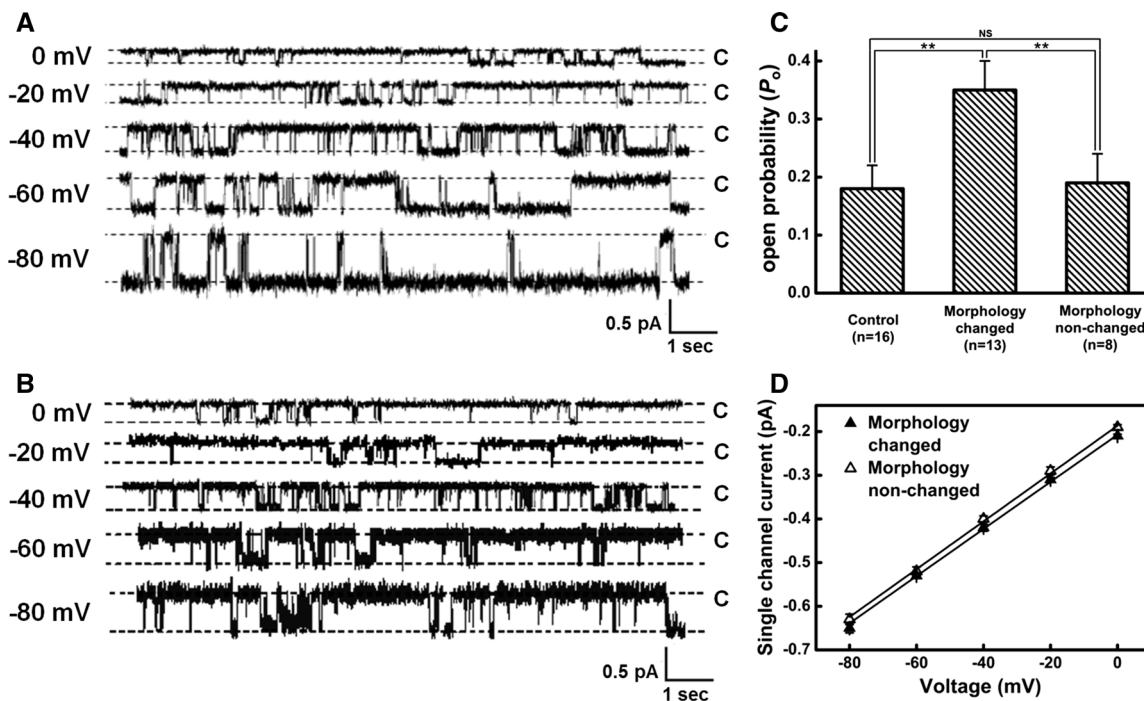 A
0 mV
C
-20 mV
C
-40 mV
C
-60 mV
C
-80 mV
C
0.5 pA
1 sec
B
0 mV
C
-20 mV
C
-40 mV
C
-60 mV
C
-80 mV
C
0.5 pA
1 sec
C
open probability (Po)
0.4
0.3
0.2
0.1
0.0
NS
**
**
Control
(n=16)
Morphology
changed
(n=13)
Morphology
non-changed
(n=8)
D
Single channel current (pA)
-0.2
-0.3
-0.4
-0.5
-0.6
-0.7
Morphology
changed
Morphology
non-changed
-80
-60
-40
-20
0
Voltage (mV)